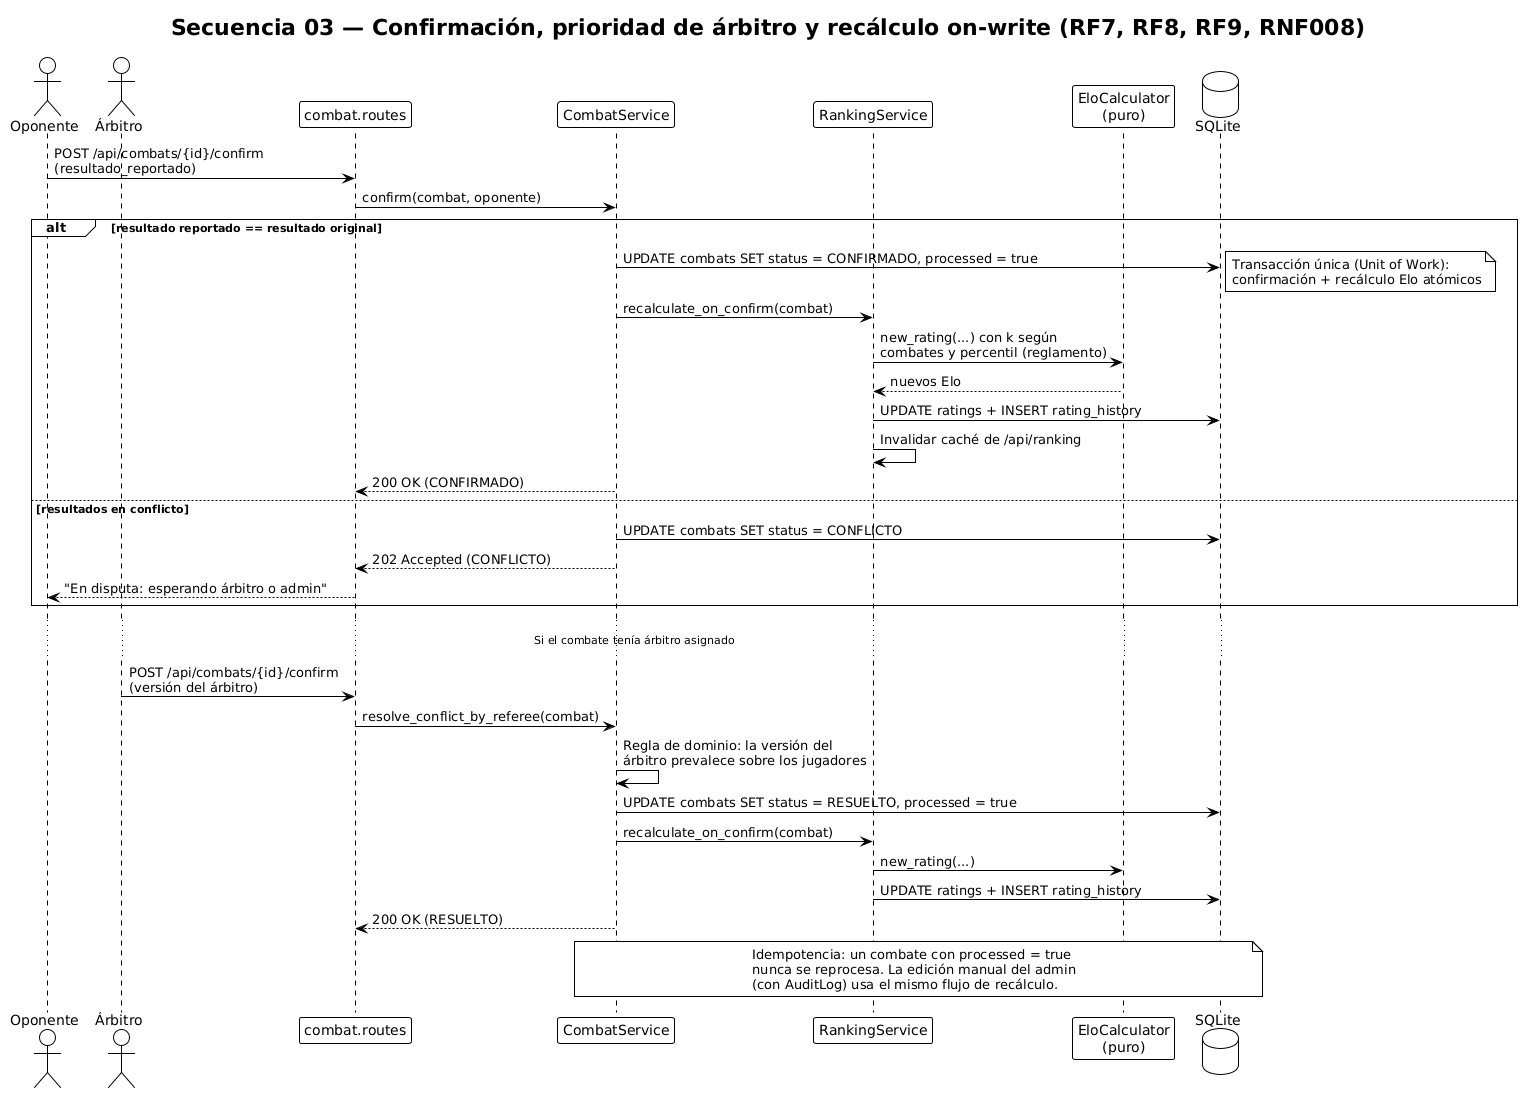 Secuencia 03 — Confirmación, prioridad de árbitro y recálculo on-write (RF7, RF8, RF9, RNF008)
Oponente
Árbitro
combat.routes
CombatService
RankingService
EloCalculator
(puro)
SQLite
POST /api/combats/{id}/confirm
(resultado_reportado)
confirm(combat, oponente)
alt
[resultado reportado == resultado original]
UPDATE combats SET status = CONFIRMADO, processed = true
Transacción única (Unit of Work):
confirmación + recálculo Elo atómicos
recalculate_on_confirm(combat)
new_rating(...) con k según
combates y percentil (reglamento)
nuevos Elo
UPDATE ratings + INSERT rating_history
Invalidar caché de /api/ranking
200 OK (CONFIRMADO)
[resultados en conflicto]
UPDATE combats SET status = CONFLICTO
202 Accepted (CONFLICTO)
"En disputa: esperando árbitro o admin"
Si el combate tenía árbitro asignado
POST /api/combats/{id}/confirm
(versión del árbitro)
resolve_conflict_by_referee(combat)
Regla de dominio: la versión del
árbitro prevalece sobre los jugadores
UPDATE combats SET status = RESUELTO, processed = true
recalculate_on_confirm(combat)
new_rating(...)
UPDATE ratings + INSERT rating_history
200 OK (RESUELTO)
Idempotencia: un combate con processed = true
nunca se reprocesa. La edición manual del admin
(con AuditLog) usa el mismo flujo de recálculo.
Oponente
Árbitro
combat.routes
CombatService
RankingService
EloCalculator
(puro)
SQLite